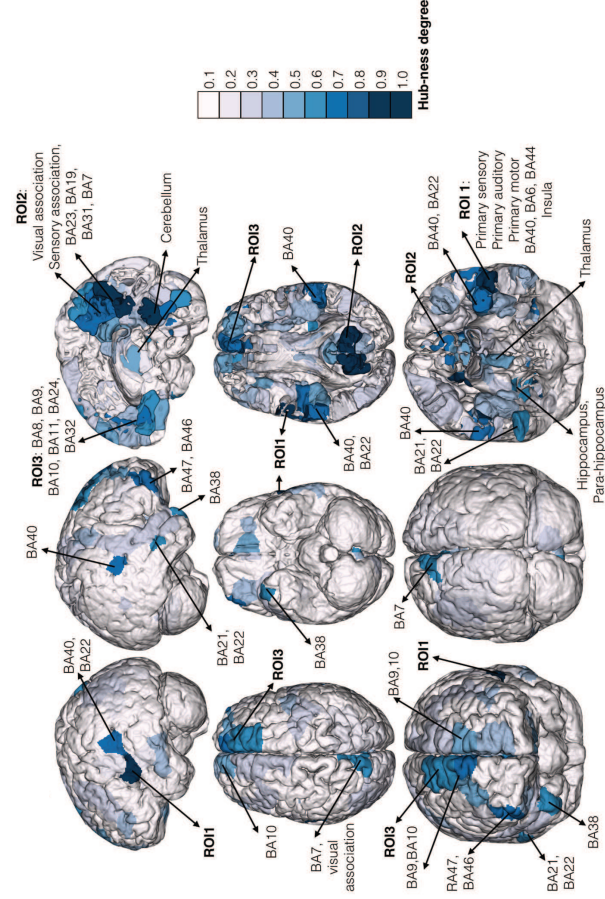 BA40,
BA22
ROI1
BA40
BA21,
BA22
BA47, BA46
BA38
ROI3: BA8, BA9,
BA10, BA11, BA24,
BA32
ROI2:
Visual association
Sensory association,
BA23, BA19,
BA31, BA7
Cerebellum
Thalamus
BA10
ROI3
BA7,
visual
association
ROI1
BA38
ROI1
BA40,
BA22
ROI3
BA40
ROI2
ROI3
BA9,BA10
RA47,
BA46
BA21,
BA22
BA38
BA9,10
ROI1
BA7
BA40
BA21,
BA22
Hippocampus,
Para-hippocampus
ROI2
BA40, BA22
ROI 1:
Primary sensory
Primary auditory
Primary motor
BA40, BA6, BA44
Insula
Thalamus
0.1
0.2
0.3
0.4
0.5
0.6
0.7
0.8
0.9
1.0
Hub-ness degree